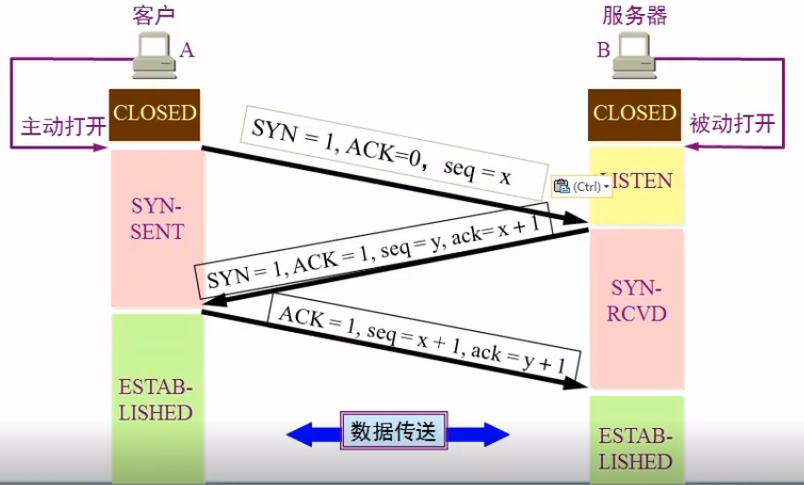 客户
服务器
A
B
CLOSED
CLOSED
主动打开
被动打开
SYN = 1, ACK=0，seq = x
(Ctrl)
LISTEN
SYN-
SENT
SYN = 1, ACK = 1, seq = y, ack= x + 1
SYN-
RCVD
ACK = 1, seq = x + 1, ack = y + 1
ESTAB-
LISHED
数据传送
ESTAB-
LISHED